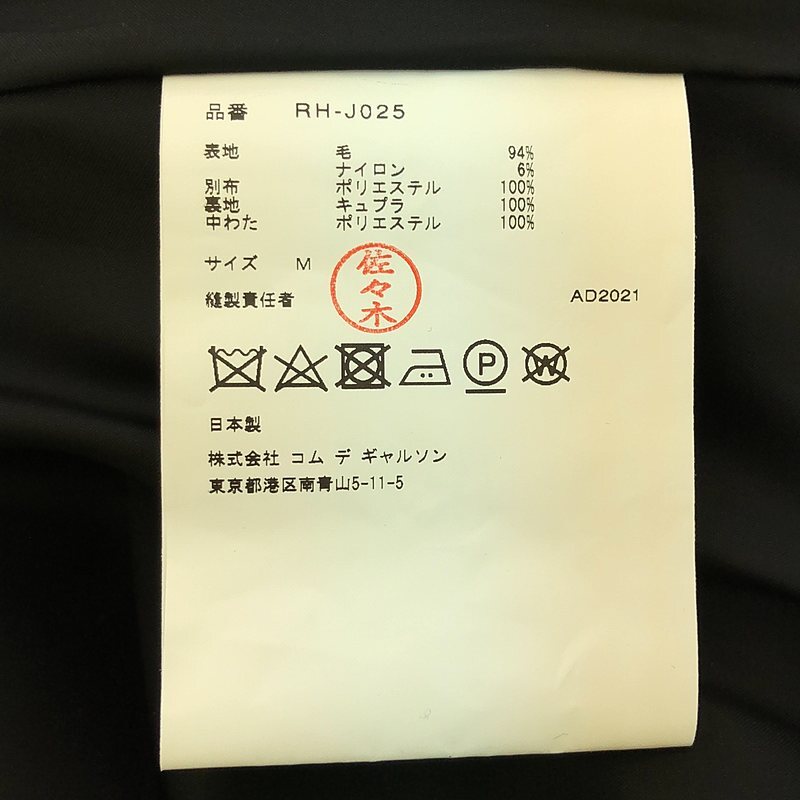 品番 RH-J025
表地 毛 94%
ナイロン 6%
別布 ポリエステル 100%
裏地 キュプラ 100%
中わた ポリエステル 100%
サイズ M
佐々木
縫製責任者 AD2021
P W
日本製
株式会社 コム デ ギャルソン
東京都港区南青山5-11-5